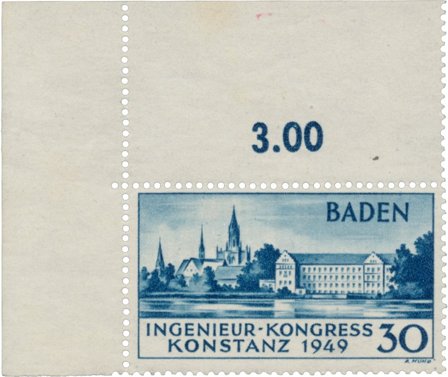 3.00
BADEN
INGENIEUR-KONGRESS
KONSTANZ 1949 30